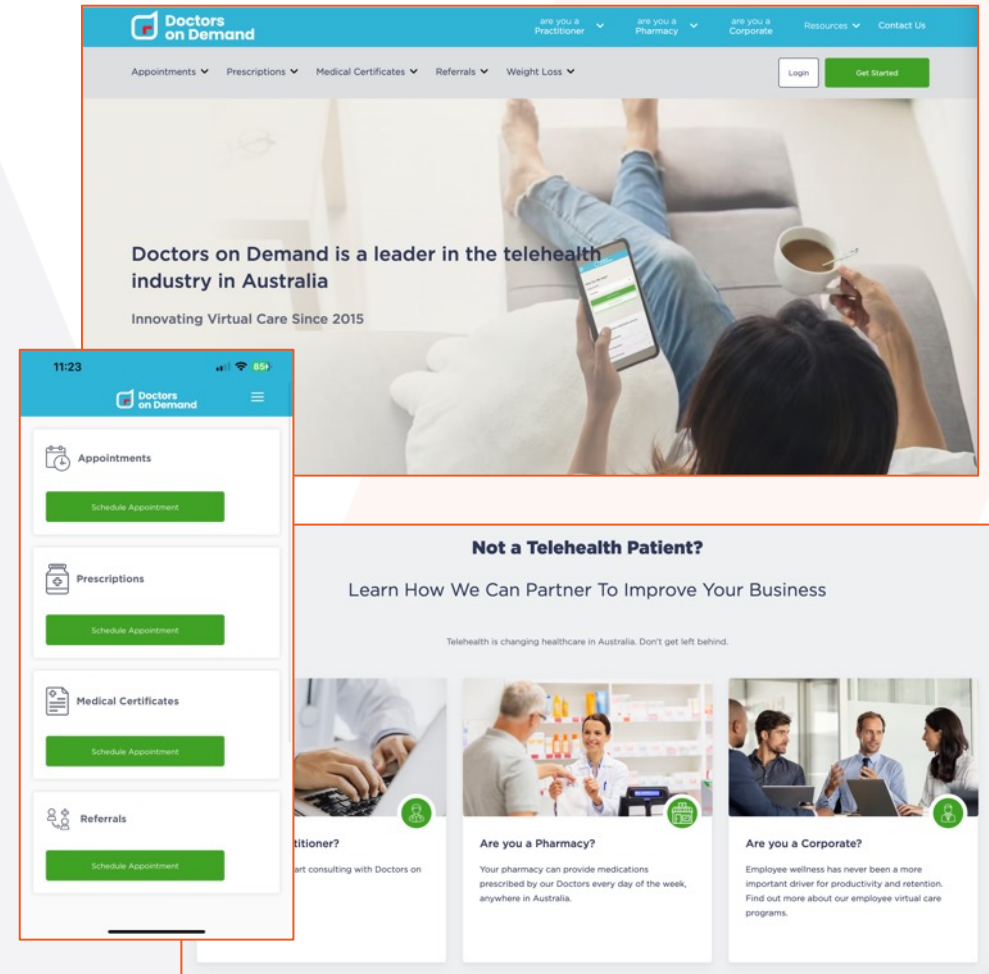 Doctors
on Demand
are you a
Practitioner
are you a
Pharmacy
are you a
Corporate
Resources
Contact Us
Appointments
Prescriptions
Medical Certificates
Referrals
Weight Loss
Login
Get Started
Doctors on Demand is a leader in the telehealth
industry in Australia
Innovating Virtual Care Since 2015
11:23
85
Doctors
on Demand
Appointments
Schedule Appointment
Prescriptions
Schedule Appointment
Medical Certificates
Schedule Appointment
Referrals
Schedule Appointment
Not a Telehealth Patient?
Learn How We Can Partner To Improve Your Business
Telehealth is changing healthcare in Australia. Don't get left behind.
titioner?
art consulting with Doctors on
Are you a Pharmacy?
Your pharmacy can provide medications
prescribed by our Doctors every day of the week,
anywhere in Australia.
Are you a Corporate?
Employee wellness has never been a more
important driver for productivity and retention.
Find out more about our employee virtual care
programs.